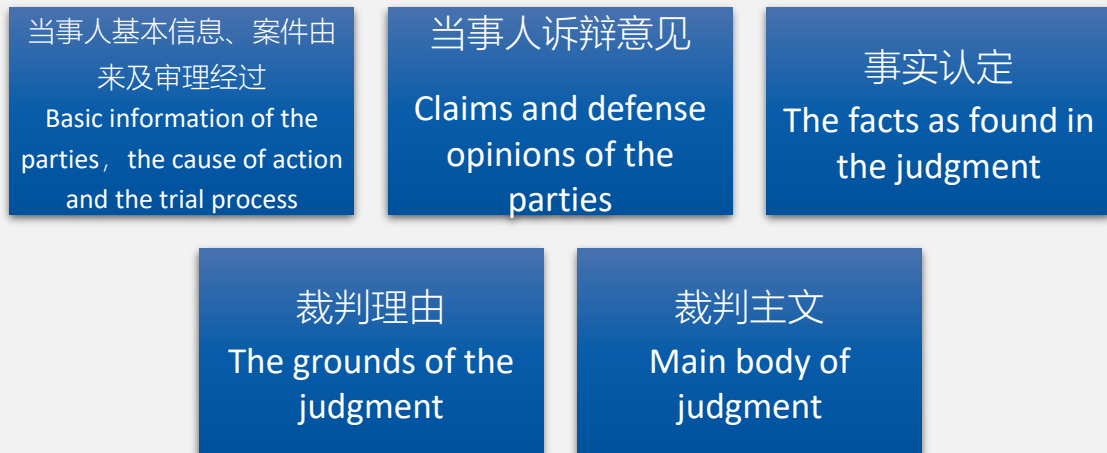 当事人基本信息、案件由
来及审理经过
Basic information of the
parties，the cause of action
and the trial process
当事人诉辩意见
Claims and defense
opinions of the
parties
事实认定
The facts as found in
the judgment
裁判理由
The grounds of the
judgment
裁判主文
Main body of
judgment